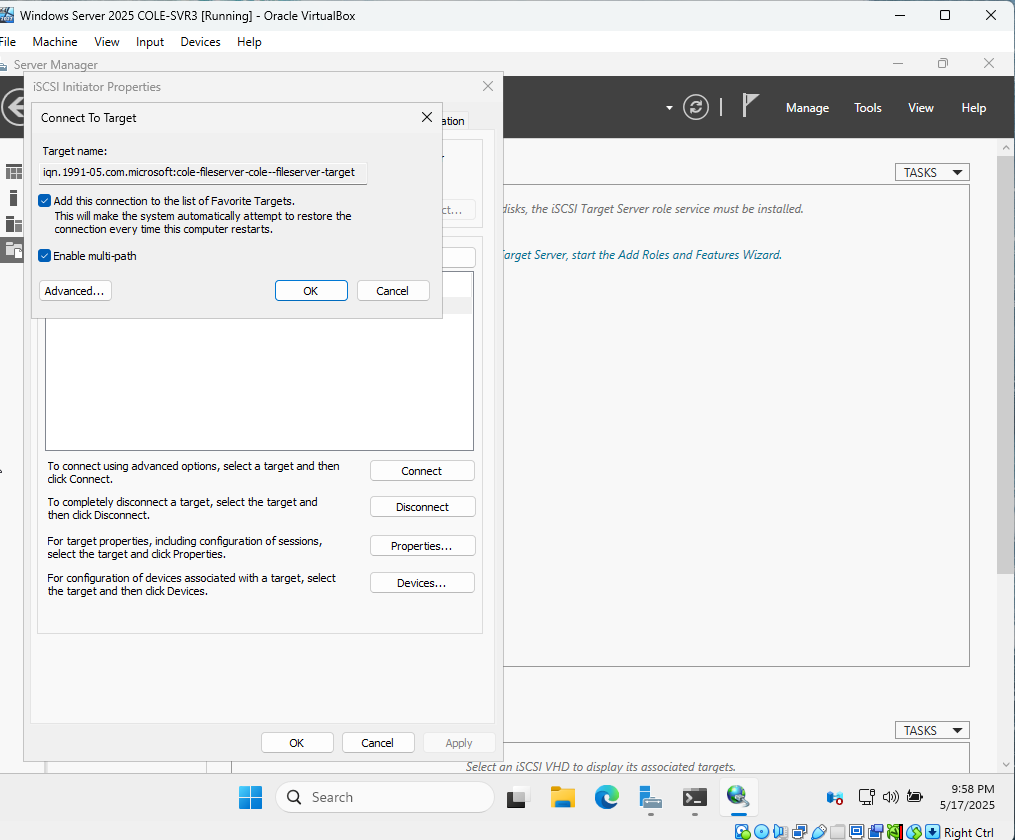 Windows Server 2025 COLE-SVR3 [Running] - Oracle VirtualBox
File Machine View Input Devices Help
Server Manager
iSCSI Initiator Properties
Manage Tools View Help
Connect To Target
ation
Target name:
iqn.1991-05.com.microsoft:cole-fileserver-cole--fileserver-target
TASKS
Add this connection to the list of Favorite Targets.
This will make the system automatically attempt to restore the
connection every time this computer restarts.
ct...
disks, the iSCSI Target Server role service must be installed.
Enable multi-path
Target Server, start the Add Roles and Features Wizard.
Advanced... OK Cancel
To connect using advanced options, select a target and then
click Connect.
Connect
To completely disconnect a target, select the target and
then click Disconnect.
Disconnect
For target properties, including configuration of sessions,
select the target and click Properties.
Properties...
For configuration of devices associated with a target, select
the target and then click Devices.
Devices...
OK Cancel Apply
TASKS
Select an iSCSI VHD to display its associated targets.
Search
9:58 PM
5/17/2025
Right Ctrl